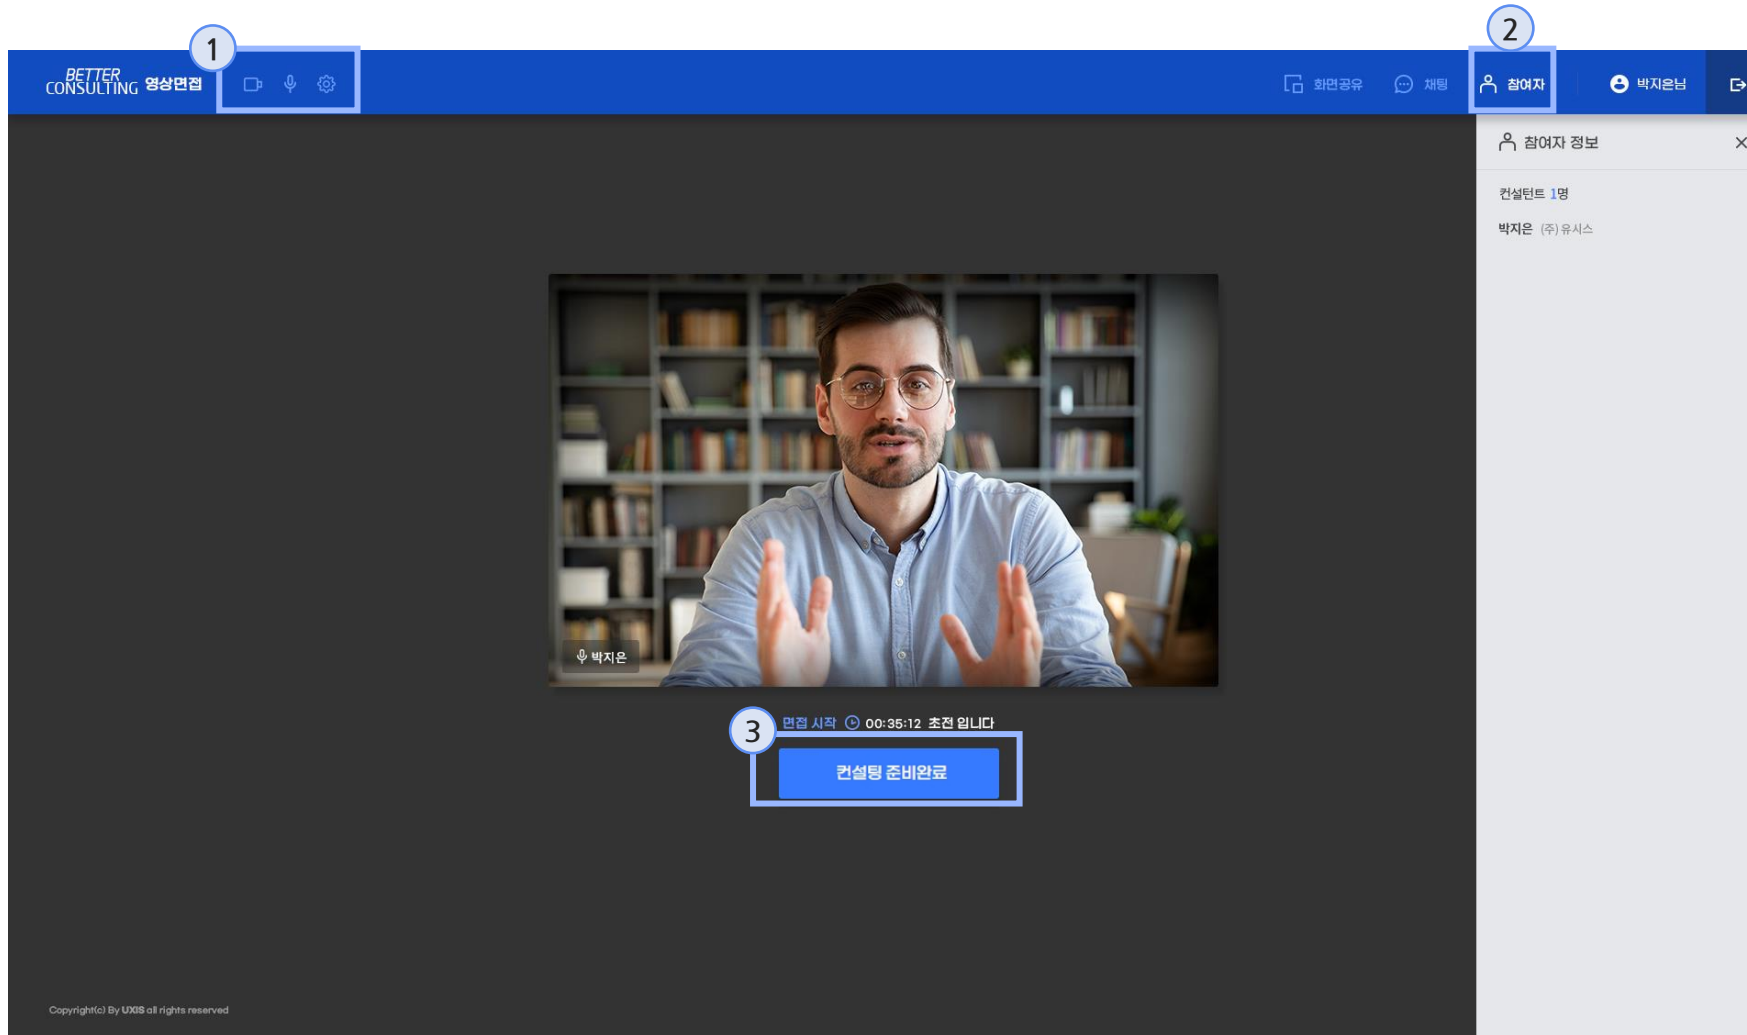 1
2
BETTER
CONSULTING 영상면접
화면공유 채팅 참여자 박지은님
참여자 정보
컨설턴트 1명
박지은 (주)유시스
박지은
3
면접 시작 00:35:12 초전 입니다
컨설팅 준비완료
Copyright(c) By UXIS all rights reserved